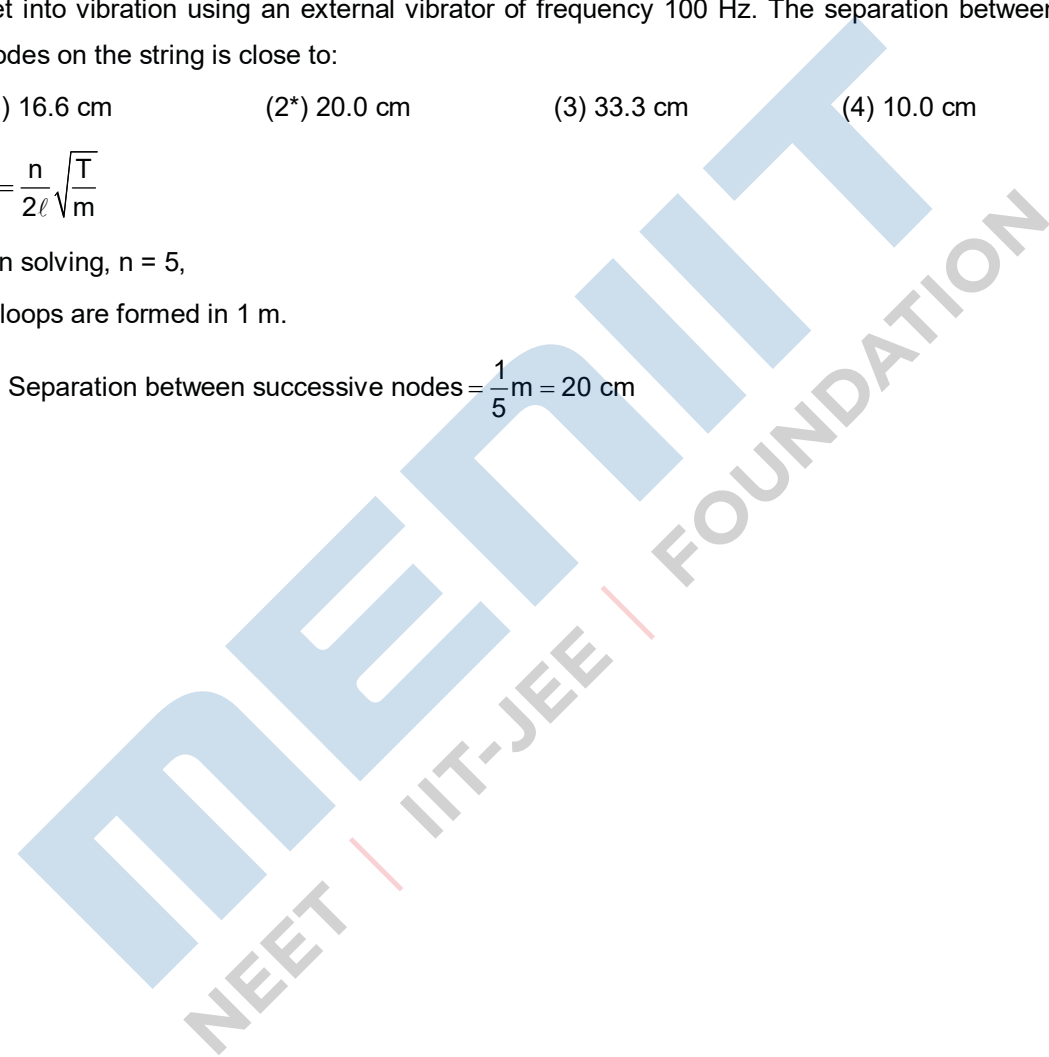 et into vibration using an external vibrator of frequency 100 Hz. The separation between
odes on the string is close to:
) 16.6 cm (2*) 20.0 cm (3) 33.3 cm (4) 10.0 cm
= n/2ℓ √T/m
n solving, n = 5,
loops are formed in 1 m.
Separation between successive nodes = 1/5 m = 20 cm
MENIIT
NEET | IIT-JEE | FOUNDATION